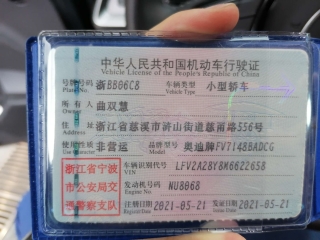 中华人民共和国机动车行驶证
Vehicle License of the People's Republic of China
号牌号码 浙BB06C8 车辆类型 小型轿车
Plate No. Vehicle Type
所有人 曲双慧
Owner
住址 浙江省慈溪市浒山街道慈甬路556号
Address
使用性质 非营运 品牌型号 奥迪牌FV7148BADCG
Use Character Model
浙江省宁波
市公安局交
通警察支队
车辆识别代号 LFV2A28Y8M6622658
VIN
发动机号码 NU8068
Engine No.
注册日期 2021-05-21 发证日期 2021-05-21
Register Date Issue Date